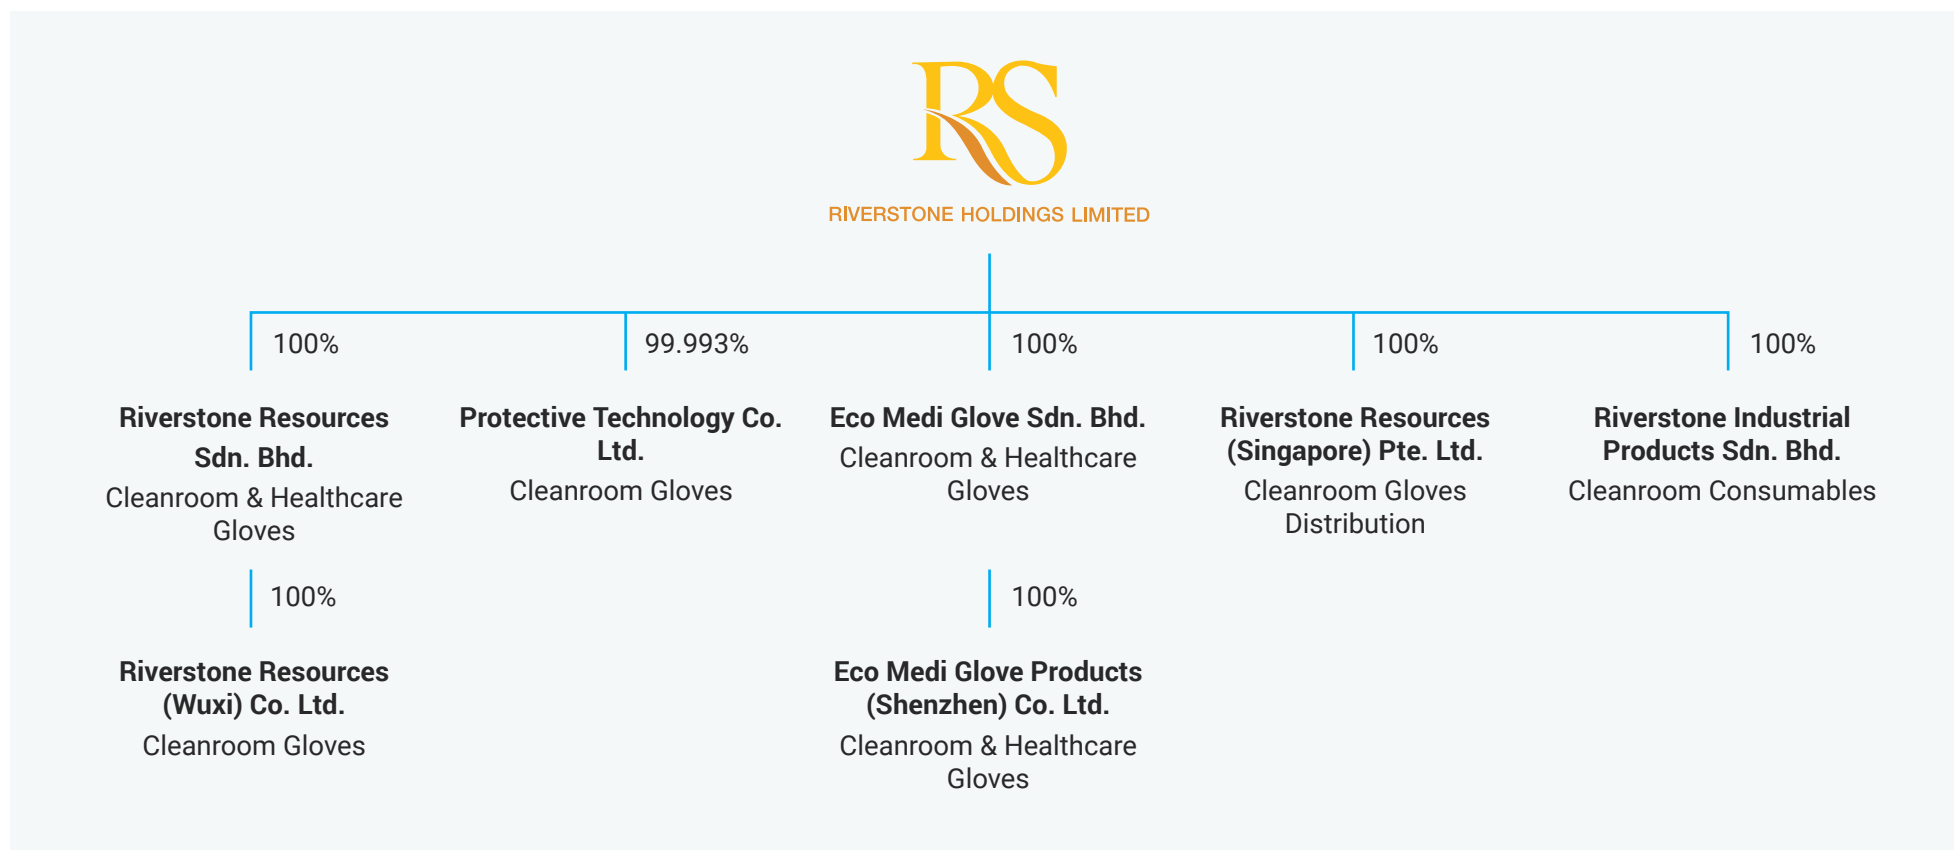 RS
RIVERSTONE HOLDINGS LIMITED
100%
99.993%
100%
100%
100%
Riverstone Resources
Sdn. Bhd.
Cleanroom & Healthcare
Gloves
Protective Technology Co.
Ltd.
Cleanroom Gloves
Eco Medi Glove Sdn. Bhd.
Cleanroom & Healthcare
Gloves
Riverstone Resources
(Singapore) Pte. Ltd.
Cleanroom Gloves
Distribution
Riverstone Industrial
Products Sdn. Bhd.
Cleanroom Consumables
100%
100%
Riverstone Resources
(Wuxi) Co. Ltd.
Cleanroom Gloves
Eco Medi Glove Products
(Shenzhen) Co. Ltd.
Cleanroom & Healthcare
Gloves